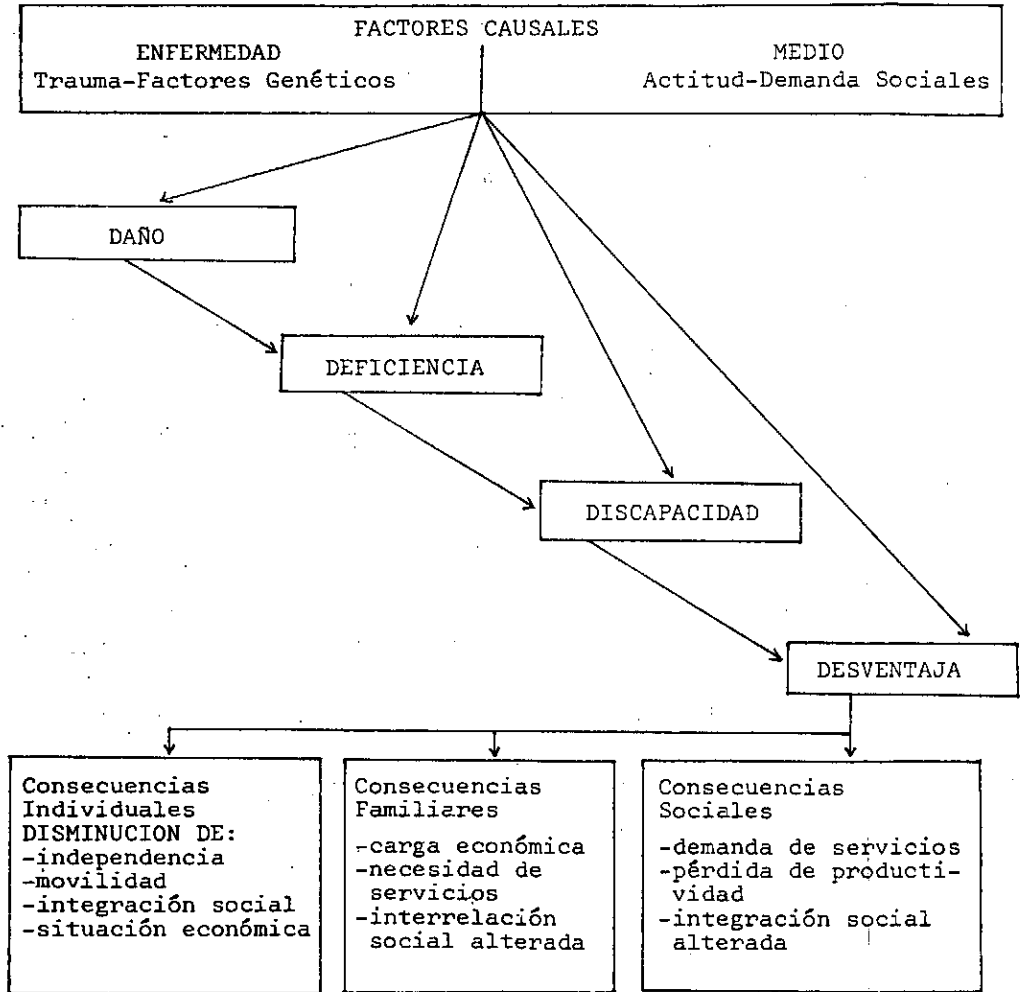 FACTORES CAUSALES
ENFERMEDAD
Trauma-Factores Genéticos
MEDIO
Actitud-Demanda Sociales
DAÑO
DEFICIENCIA
DISCAPACIDAD
DESVENTAJA
Consecuencias
Individuales
DISMINUCION DE:
-independencia
-movilidad
-integración social
-situación económica
Consecuencias
Familiares
-carga económica
-necesidad de
servicios
-interrelación
social alterada
Consecuencias
Sociales
-demanda de servicios
-pérdida de producti-
vidad
-integración social
alterada